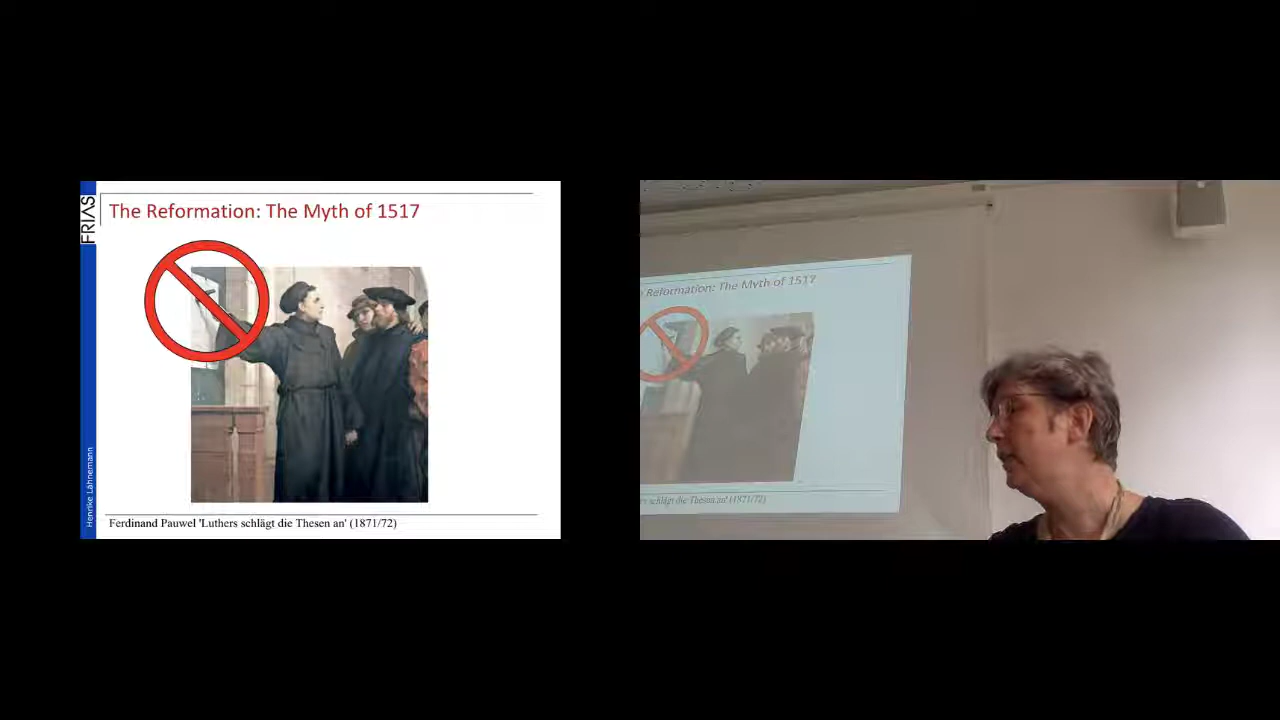 FRIAS
The Reformation: The Myth of 1517
Henrike Lähnemann
Ferdinand Pauwel 'Luthers schlägt die Thesen an' (1871/72)
Reformation: The Myth of 1517
schlägt die Thesen an' (1871/72)